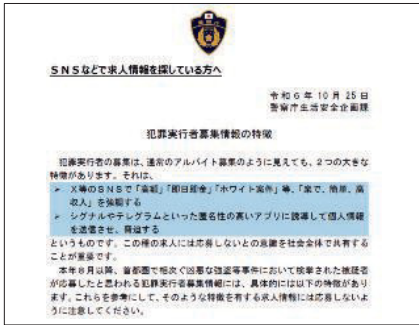 SNSなどで求人情報を探している方へ
令和6年10月25日
警察庁生活安全企画課
犯罪実行者募集情報の特徴
犯罪実行者の募集は、通常のアルバイト募集のように見えても、2つの大きな
特徴があります。それは、
➢ X等のSNSで「高額」「即日即金」「ホワイト案件」等、「楽で、簡単、高
収入」を強調する
➢ シグナルやテレグラムといった匿名性の高いアプリに誘導して個人情報
を送信させ、脅迫する
というものです。この種の求人には応募しないとの意識を社会全体で共有する
ことが重要です。
本年8月以降、首都圏で相次ぐ凶悪な強盗等事件において検挙された被疑者
が応募したと思われる犯罪実行者募集情報には、具体的には以下の特徴があり
ます。これらを参考にして、そのような特徴を有する求人情報には応募しないよ
うに注意してください。